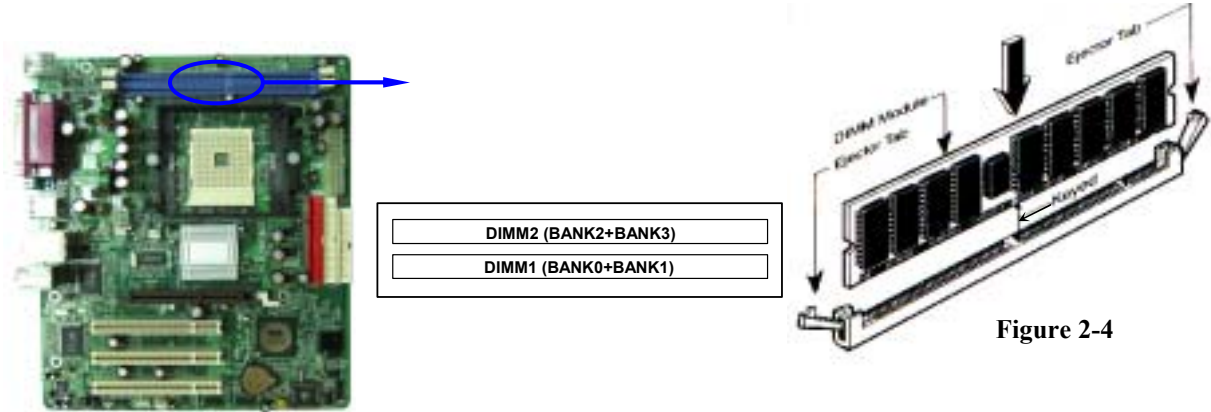 DIMM2 (BANK2+BANK3)
DIMM1 (BANK0+BANK1)
Ejector Tab
DIMM Module
Ejector Tab
Keyed
Figure 2-4